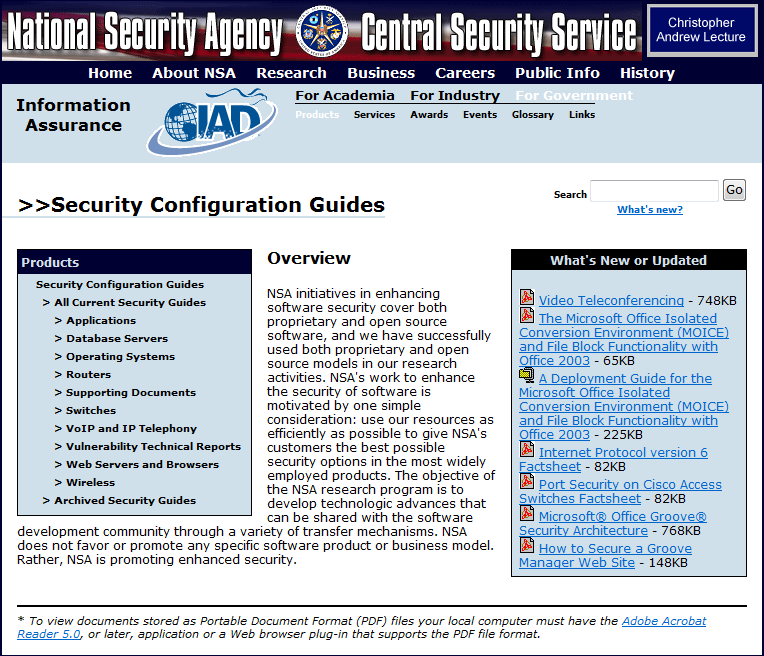 National Security Agency Central Security Service
Christopher
Andrew Lecture
Home About NSA Research Business Careers Public Info History
Information
Assurance
IAD
For Academia For Industry For Government
Products Services Awards Events Glossary Links
>>Security Configuration Guides
Search Go
What's new?
Products
Security Configuration Guides
> All Current Security Guides
> Applications
> Database Servers
> Operating Systems
> Routers
> Supporting Documents
> Switches
> VoIP and IP Telephony
> Vulnerability Technical Reports
> Web Servers and Browsers
> Wireless
> Archived Security Guides
Overview
NSA initiatives in enhancing
software security cover both
proprietary and open source
software, and we have successfully
used both proprietary and open
source models in our research
activities. NSA's work to enhance
the security of software is
motivated by one simple
consideration: use our resources as
efficiently as possible to give NSA's
customers the best possible
security options in the most widely
employed products. The objective of
the NSA research program is to
develop technologic advances that
can be shared with the software
development community through a variety of transfer mechanisms. NSA
does not favor or promote any specific software product or business model.
Rather, NSA is promoting enhanced security.
What's New or Updated
Video Teleconferencing - 748KB
The Microsoft Office Isolated
Conversion Environment (MOICE)
and File Block Functionality with
Office 2003 - 65KB
A Deployment Guide for the
Microsoft Office Isolated
Conversion Environment (MOICE)
and File Block Functionality with
Office 2003 - 225KB
Internet Protocol version 6
Factsheet - 82KB
Port Security on Cisco Access
Switches Factsheet - 82KB
Microsoft® Office Groove®
Security Architecture - 768KB
How to Secure a Groove
Manager Web Site - 148KB
* To view documents stored as Portable Document Format (PDF) files your local computer must have the Adobe Acrobat
Reader 5.0, or later, application or a Web browser plug-in that supports the PDF file format.